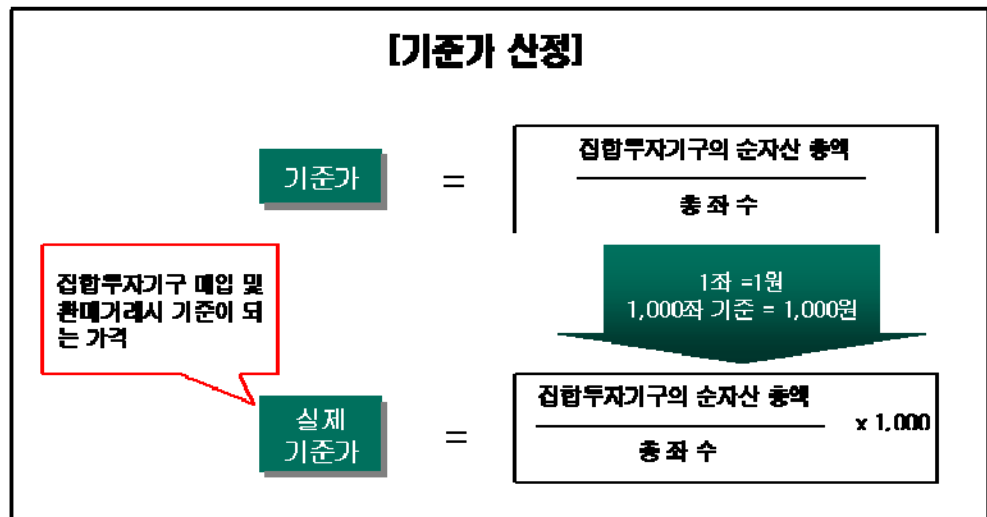 [기준가 산정]
기준가
=
집합투자기구의 순자산 총액
총 좌 수
집합투자기구 매입 및
환매거래시 기준이 되
는 가격
1좌 =1원
1,000좌 기준 = 1,000원
실제
기준가
=
집합투자기구의 순자산 총액
총 좌 수
x 1,000